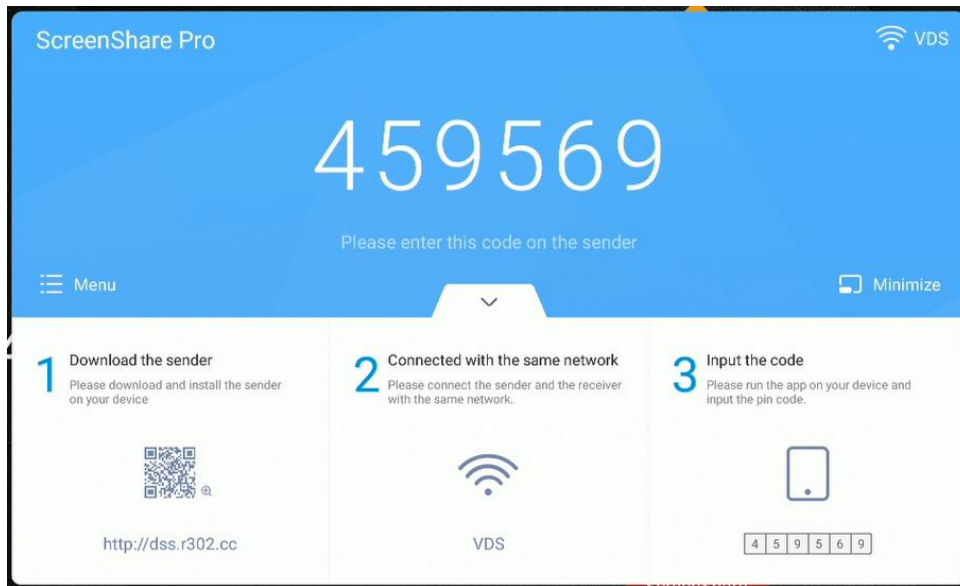 ScreenShare Pro
VDS
459569
Please enter this code on the sender
Menu
Minimize
1
Download the sender
Please download and install the sender
on your device
http://dss.r302.cc
2
Connected with the same network
Please connect the sender and the receiver
with the same network.
VDS
3
Input the code
Please run the app on your device and
input the pin code.
4 5 9 5 6 9